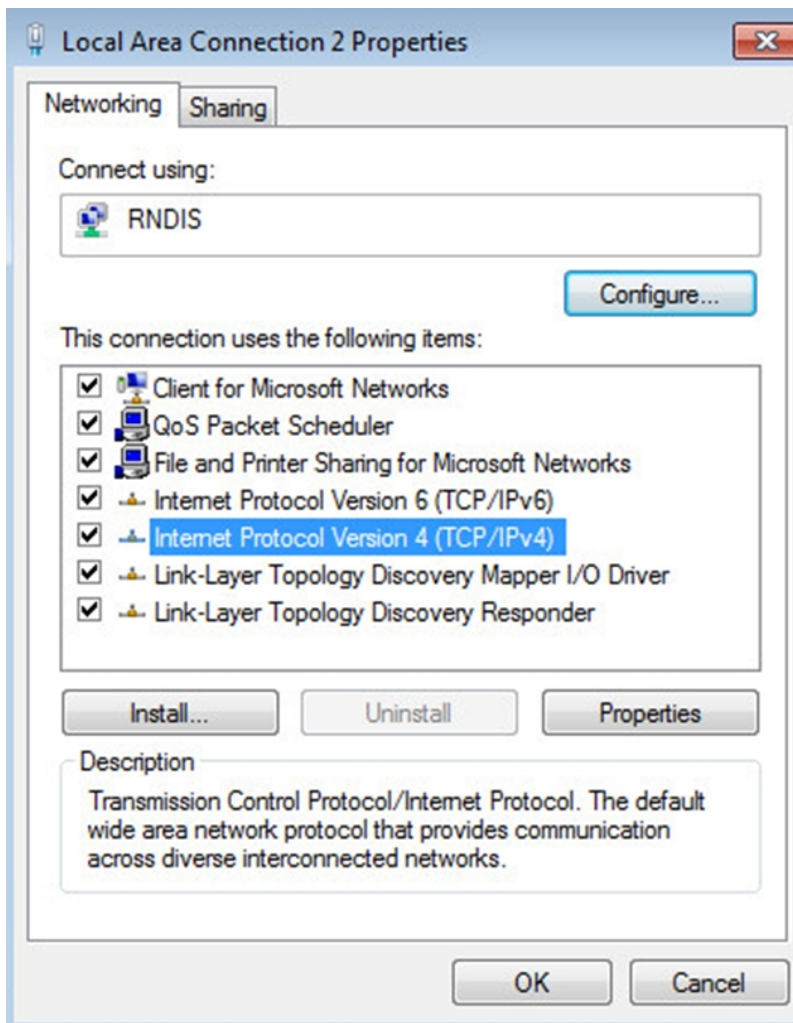 Local Area Connection 2 Properties
Networking
Sharing
Connect using:
RNDIS
Configure...
This connection uses the following items:
Client for Microsoft Networks
QoS Packet Scheduler
File and Printer Sharing for Microsoft Networks
Internet Protocol Version 6 (TCP/IPv6)
Internet Protocol Version 4 (TCP/IPv4)
Link-Layer Topology Discovery Mapper I/O Driver
Link-Layer Topology Discovery Responder
Install...
Uninstall
Properties
Description
Transmission Control Protocol/Internet Protocol. The default
wide area network protocol that provides communication
across diverse interconnected networks.
OK
Cancel